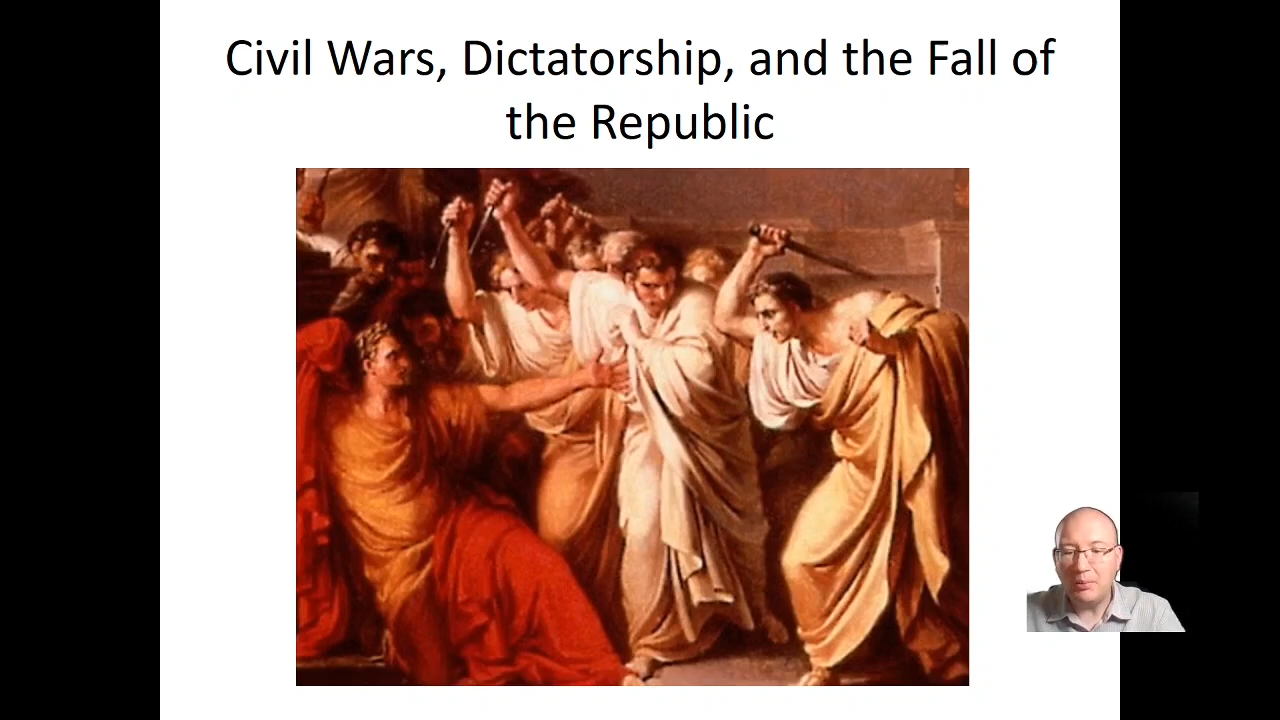 Civil Wars, Dictatorship, and the Fall of
the Republic